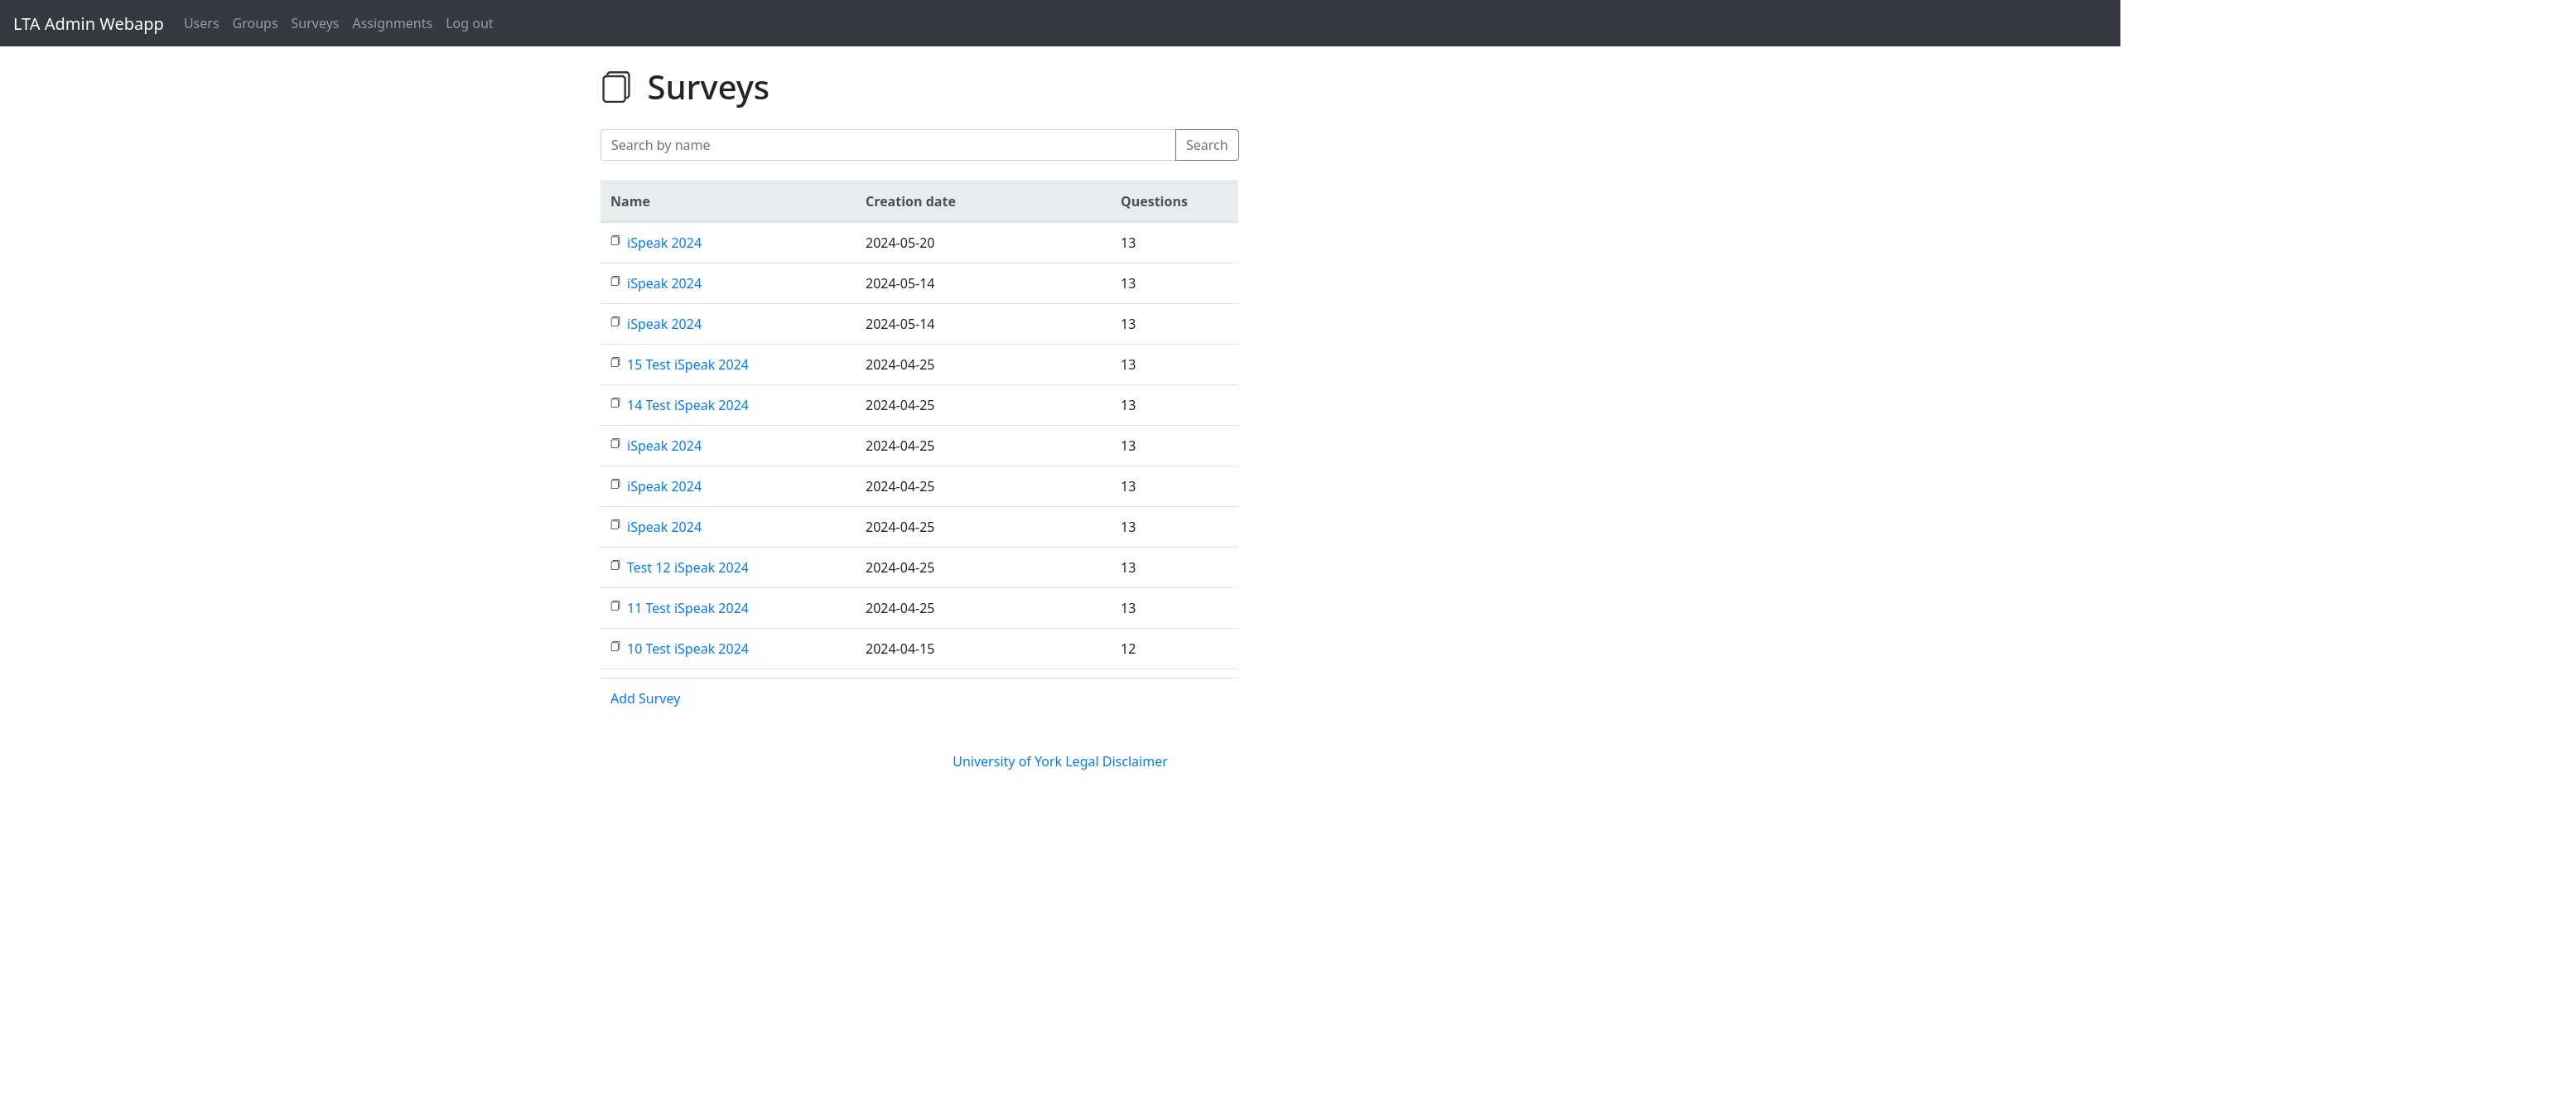 LTA Admin Webapp Users Groups Surveys Assignments Log out
Surveys
Search by name Search
Name Creation date Questions
iSpeak 2024 2024-05-20 13
iSpeak 2024 2024-05-14 13
iSpeak 2024 2024-05-14 13
15 Test iSpeak 2024 2024-04-25 13
14 Test iSpeak 2024 2024-04-25 13
iSpeak 2024 2024-04-25 13
iSpeak 2024 2024-04-25 13
iSpeak 2024 2024-04-25 13
Test 12 iSpeak 2024 2024-04-25 13
11 Test iSpeak 2024 2024-04-25 13
10 Test iSpeak 2024 2024-04-15 12
Add Survey
University of York Legal Disclaimer